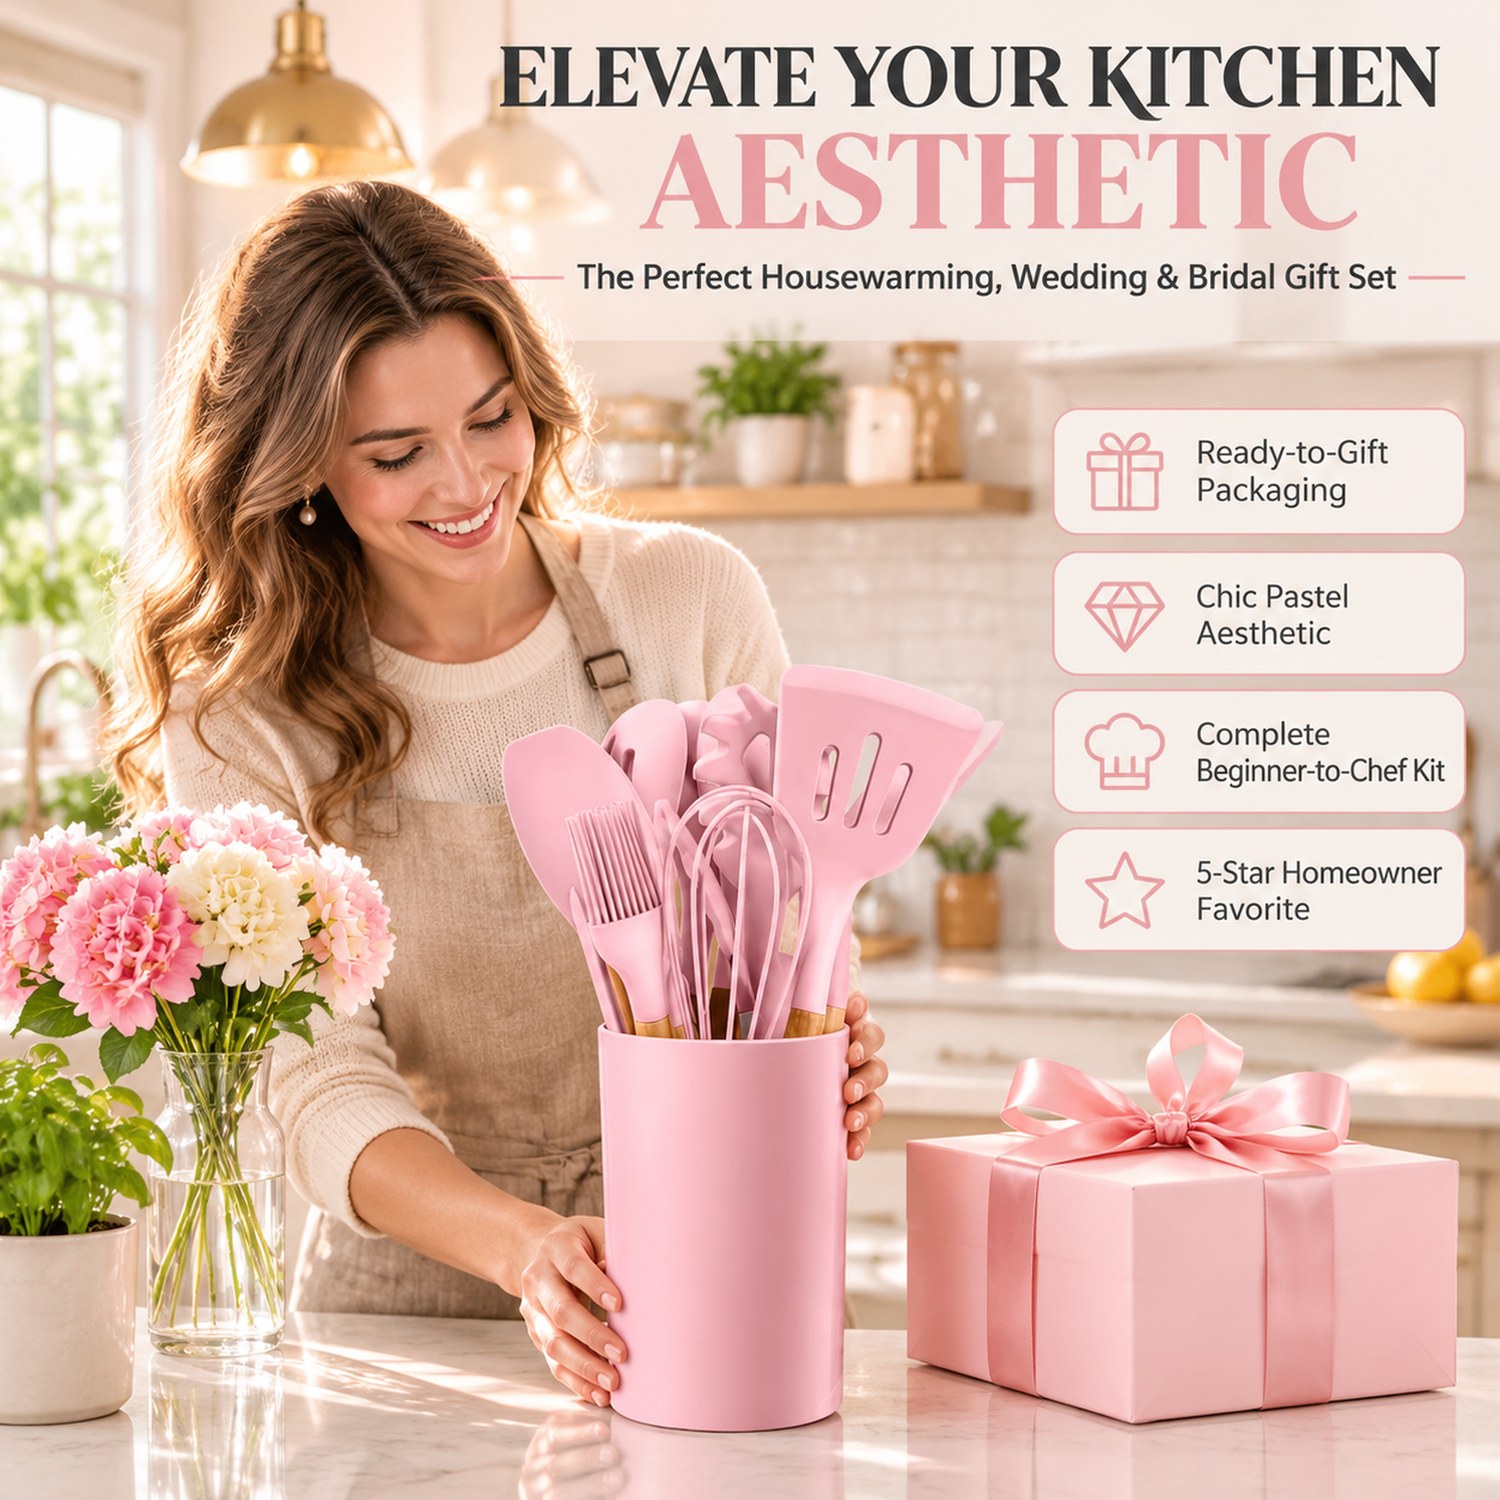 ELEVATE YOUR KITCHEN
AESTHETIC
The Perfect Housewarming, Wedding & Bridal Gift Set
Ready-to-Gift
Packaging
Chic Pastel
Aesthetic
Complete
Beginner-to-Chef Kit
5-Star Homeowner
Favorite